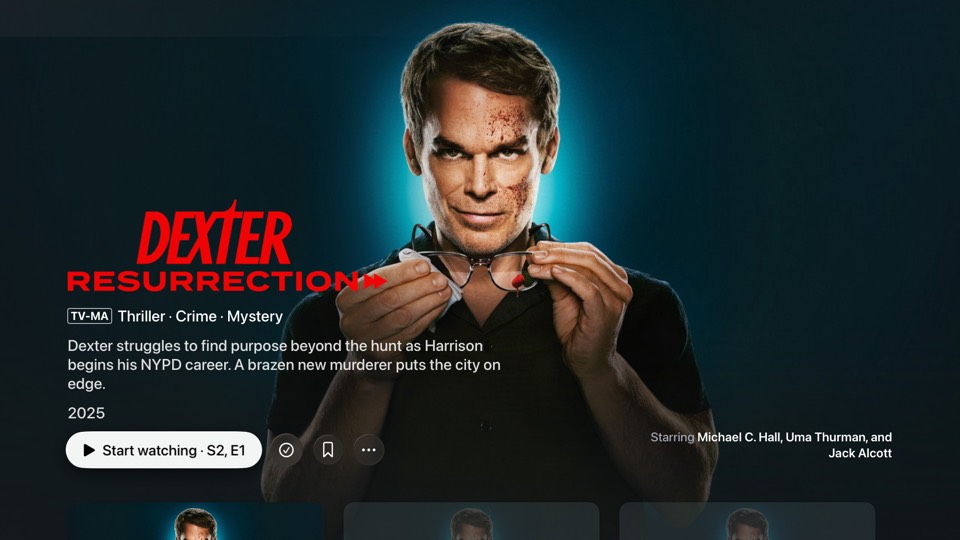 DEXTER
RESURRECTION
TV-MA Thriller · Crime · Mystery
Dexter struggles to find purpose beyond the hunt as Harrison
begins his NYPD career. A brazen new murderer puts the city on
edge.
2025
Start watching · S2, E1
Starring Michael C. Hall, Uma Thurman, and
Jack Alcott